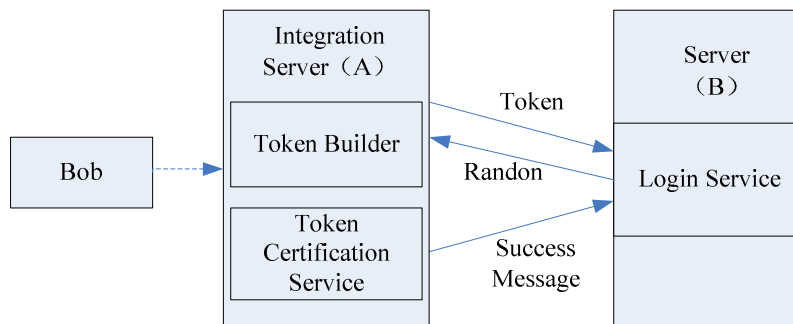 Integration
Server（A）
Server
（B）
Token
Bob
Token Builder
Randon
Login Service
Token
Certification
Service
Success
Message